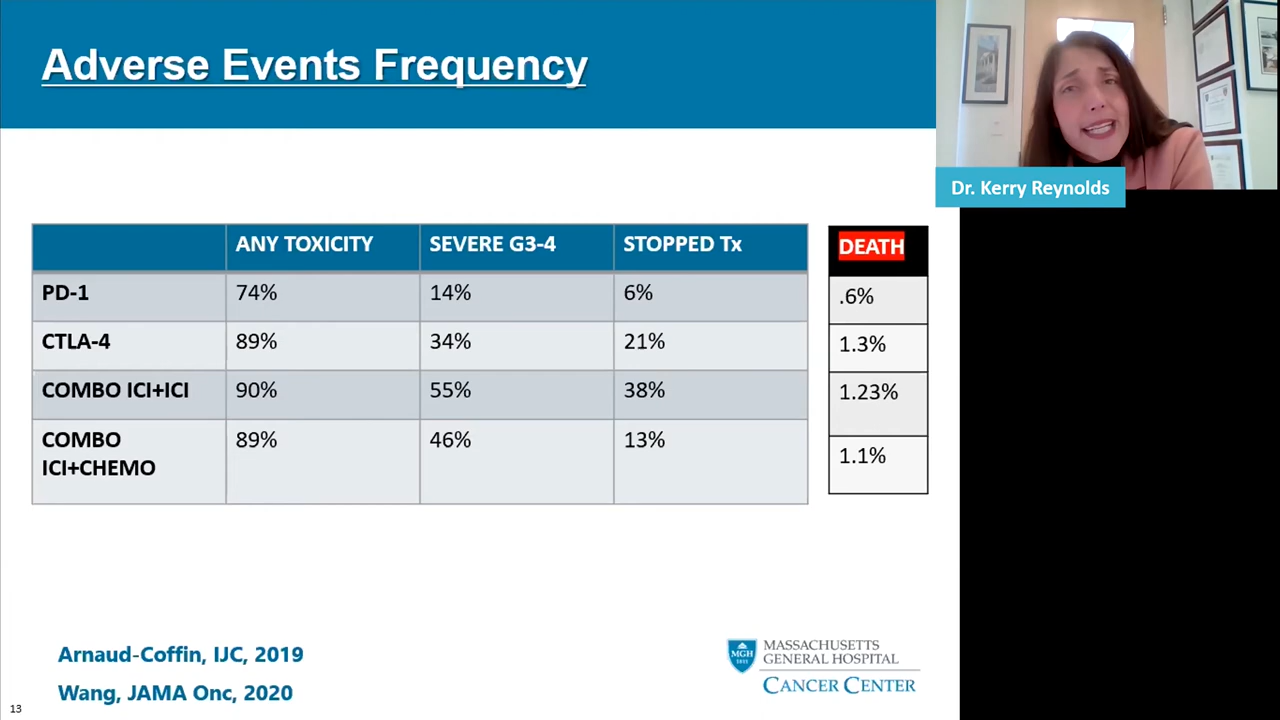 Adverse Events Frequency
Dr. Kerry Reynolds
ANY TOXICITY SEVERE G3-4 STOPPED Tx DEATH
PD-1 74% 14% 6% .6%
CTLA-4 89% 34% 21% 1.3%
COMBO ICI+ICI 90% 55% 38% 1.23%
COMBO 89% 46% 13% 1.1%
ICI+CHEMO
Arnaud-Coffin, IJC, 2019
Wang, JAMA Onc, 2020
MGH
1811
MASSACHUSETTS
GENERAL HOSPITAL
CANCER CENTER
13